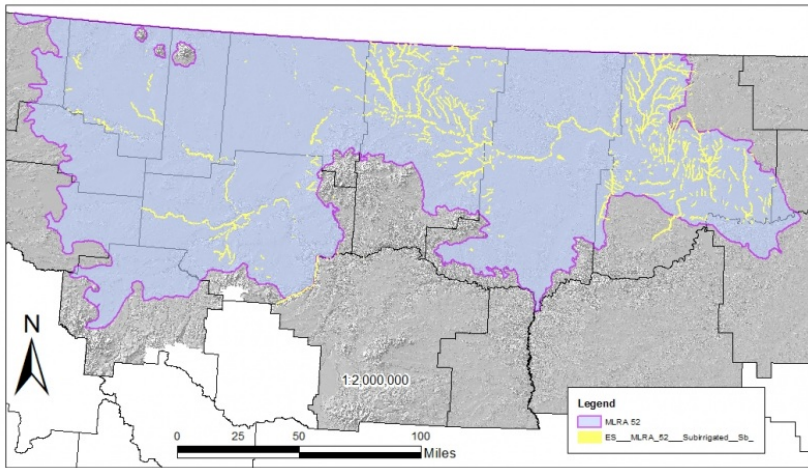 N
1:2,000,000
0 25 50 100
Miles
Legend
MLRA 52
ES___MLRA_52___Subirrigated__Sb_